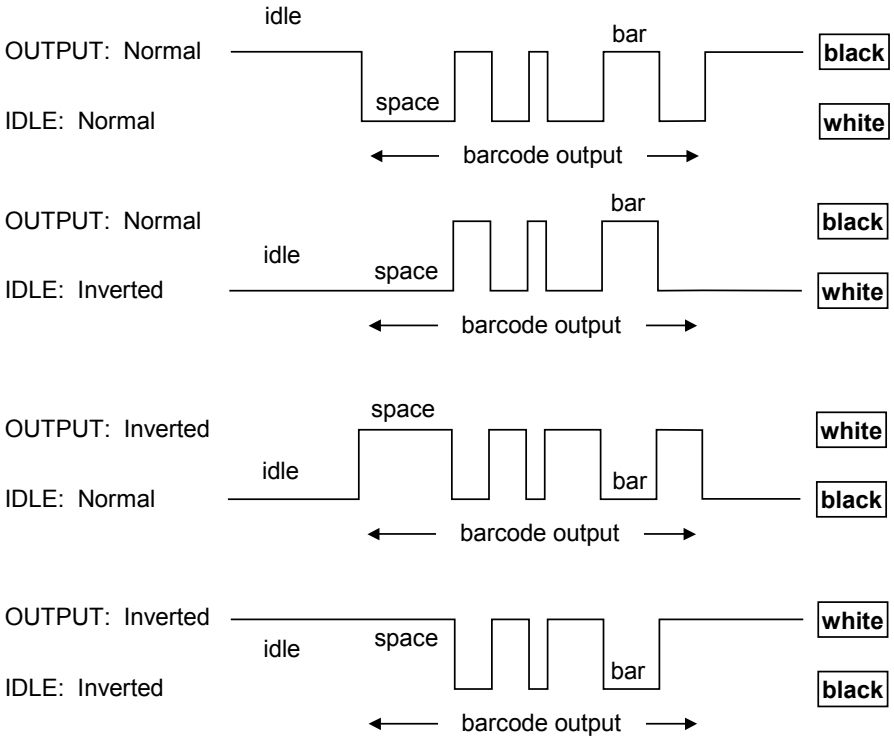 idle
OUTPUT: Normal bar black
space
IDLE: Normal white
barcode output
bar
OUTPUT: Normal black
idle
space
IDLE: Inverted white
barcode output
space
OUTPUT: Inverted white
idle
bar
IDLE: Normal black
barcode output
OUTPUT: Inverted white
space
idle
bar
IDLE: Inverted black
barcode output